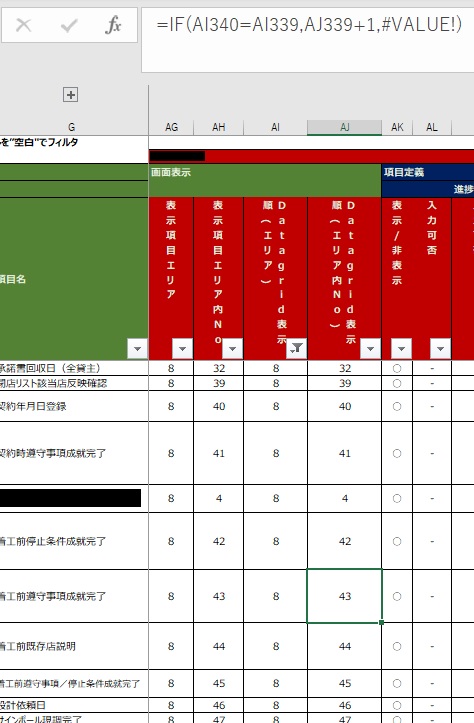 fx =IF(AI340=AI339,AJ339+1,#VALUE!)
G AG AH AI AJ AK AL
を"空白"でフィルタ
画面表示 項目定義
進捗
項目名 表示項目エリア 表示項目エリア内No Datagrid表示順(エリア) Datagrid表示順(エリア内No) 表示/非表示 入力可否
承諾書回収日(全貸主) 8 32 8 32 ○ -
閉店リスト該当店反映確認 8 39 8 39 ○ -
契約年月日登録 8 40 8 40 ○ -
契約時遵守事項成就完了 8 41 8 41 ○ -
8 4 8 4 ○ -
着工前停止条件成就完了 8 42 8 42 ○ -
着工前遵守事項成就完了 8 43 8 43 ○ -
着工前既存店説明 8 44 8 44 ○ -
着工前遵守事項/停止条件成就完了 8 45 8 45 ○ -
設計依頼日 8 46 8 46 ○ -
サインポール現調完了 8 47 8 47 ○ -